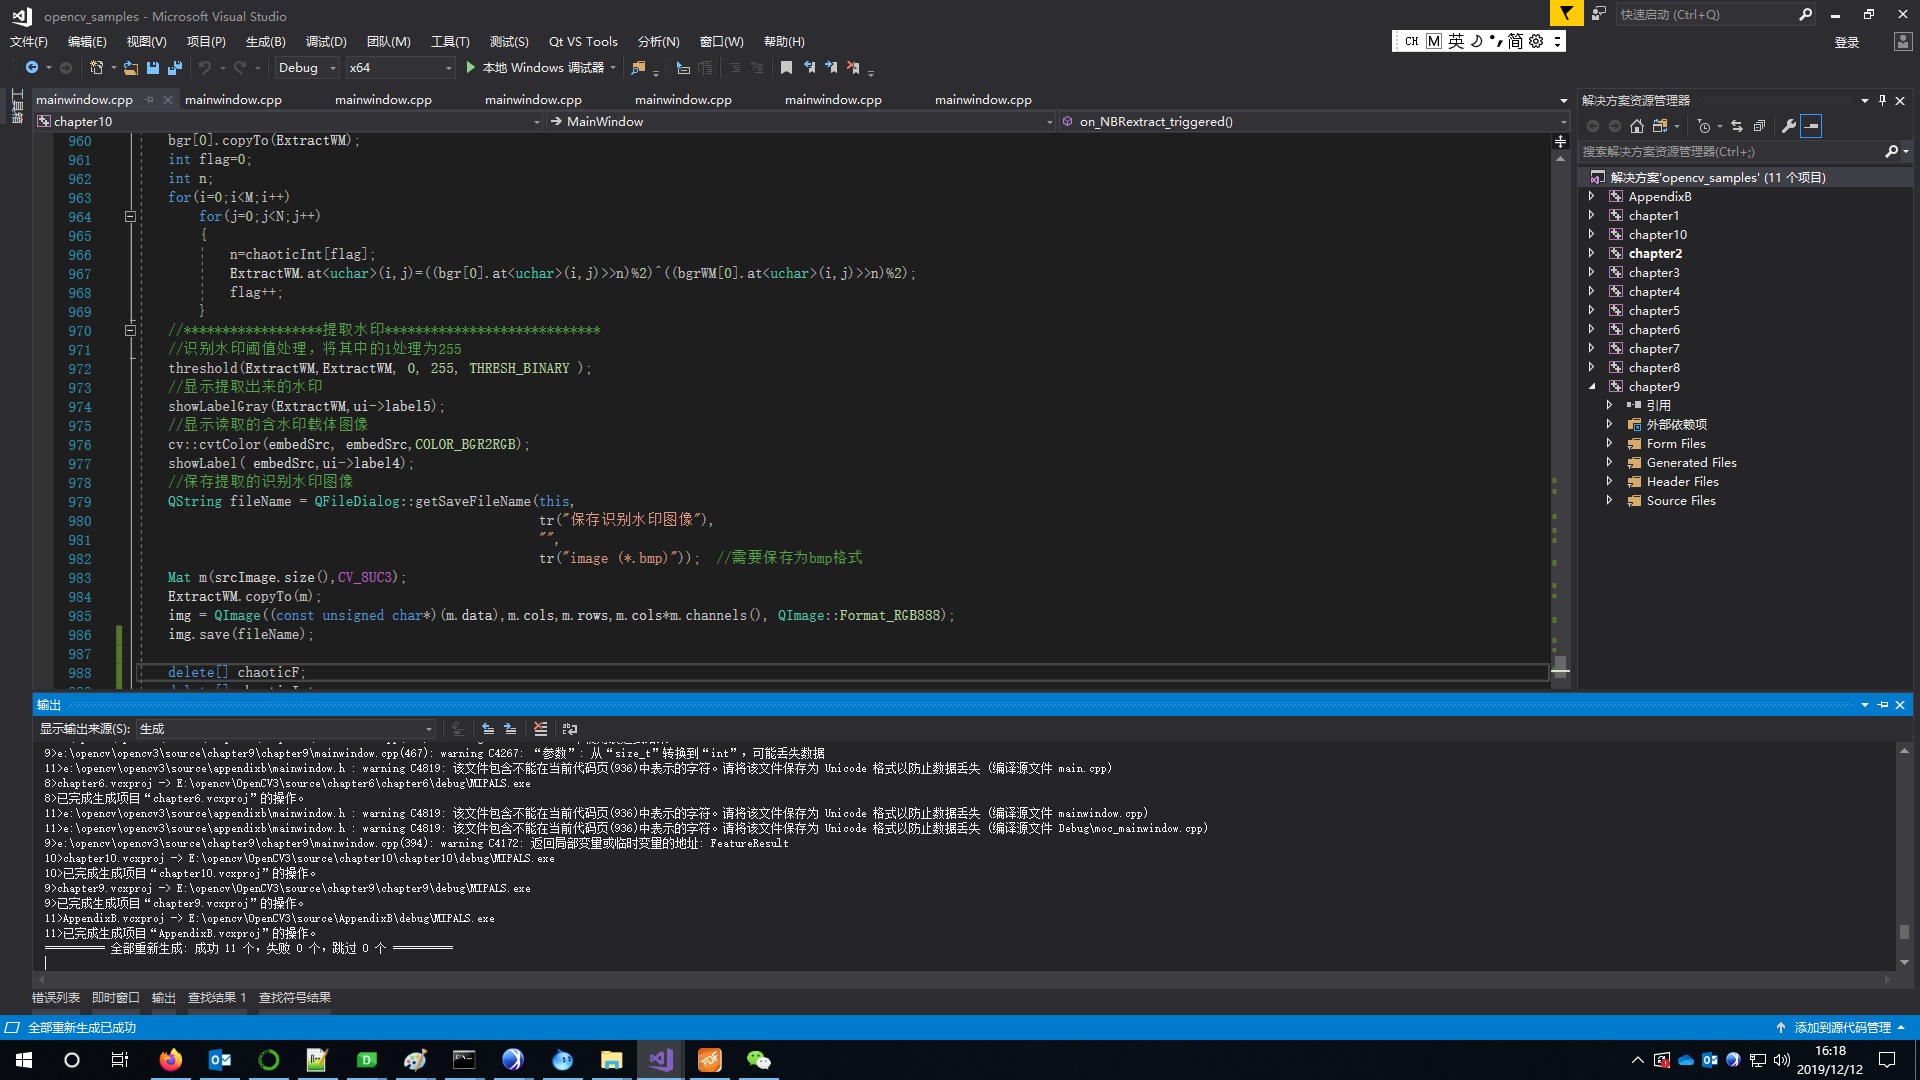 opencv_samples - Microsoft Visual Studio
快速启动 (Ctrl+Q)
文件(F) 编辑(E) 视图(V) 项目(P) 生成(B) 调试(D) 团队(M) 工具(T) 测试(S) Qt VS Tools 分析(N) 窗口(W) 帮助(H)
CH M 英 简
登录
Debug x64 本地 Windows 调试器
工具箱
mainwindow.cpp mainwindow.cpp mainwindow.cpp mainwindow.cpp mainwindow.cpp mainwindow.cpp mainwindow.cpp
chapter10 MainWindow on_NBRextract_triggered()
960 bgr[0].copyTo(ExtractWM);
961 int flag=0;
962 int n;
963 for(i=0;i<M;i++)
964 for(j=0;j<N;j++)
965 {
966 n=chaoticInt[flag];
967 ExtractWM.at<uchar>(i,j)=((bgr[0].at<uchar>(i,j)>>n)%2)^((bgrWM[0].at<uchar>(i,j)>>n)%2);
968 flag++;
969 }
970 //******************提取水印****************************
971 //识别水印阈值处理，将其中的1处理为255
972 threshold(ExtractWM,ExtractWM, 0, 255, THRESH_BINARY );
973 //显示提取出来的水印
974 showLabelGray(ExtractWM,ui->label5);
975 //显示读取的含水印载体图像
976 cv::cvtColor(embedSrc, embedSrc,COLOR_BGR2RGB);
977 showLabel( embedSrc,ui->label4);
978 //保存提取的识别水印图像
979 QString fileName = QFileDialog::getSaveFileName(this,
980 tr("保存识别水印图像"),
981 "",
982 tr("image (*.bmp)")); //需要保存为bmp格式
983 Mat m(srcImage.size(),CV_8UC3);
984 ExtractWM.copyTo(m);
985 img = QImage((const unsigned char*)(m.data),m.cols,m.rows,m.cols*m.channels(), QImage::Format_RGB888);
986 img.save(fileName);
987
988 delete[] chaoticF;
解决方案资源管理器
搜索解决方案资源管理器(Ctrl+;)
解决方案'opencv_samples' (11 个项目)
AppendixB
chapter1
chapter10
chapter2
chapter3
chapter4
chapter5
chapter6
chapter7
chapter8
chapter9
引用
外部依赖项
Form Files
Generated Files
Header Files
Source Files
输出
显示输出来源(S): 生成
9>e:\opencv\opencv3\source\chapter9\chapter9\mainwindow.cpp(467): warning C4267: “参数”: 从“size_t”转换到“int”，可能丢失数据
11>e:\opencv\opencv3\source\appendixb\mainwindow.h : warning C4819: 该文件包含不能在当前代码页(936)中表示的字符。请将该文件保存为 Unicode 格式以防止数据丢失 (编译源文件 main.cpp)
8>chapter6.vcxproj -> E:\opencv\OpenCV3\source\chapter6\chapter6\debug\MIPALS.exe
8>已完成生成项目“chapter6.vcxproj”的操作。
11>e:\opencv\opencv3\source\appendixb\mainwindow.h : warning C4819: 该文件包含不能在当前代码页(936)中表示的字符。请将该文件保存为 Unicode 格式以防止数据丢失 (编译源文件 mainwindow.cpp)
11>e:\opencv\opencv3\source\appendixb\mainwindow.h : warning C4819: 该文件包含不能在当前代码页(936)中表示的字符。请将该文件保存为 Unicode 格式以防止数据丢失 (编译源文件 Debug\moc_mainwindow.cpp)
9>e:\opencv\opencv3\source\chapter9\chapter9\mainwindow.cpp(394): warning C4172: 返回局部变量或临时变量的地址: FeatureResult
10>chapter10.vcxproj -> E:\opencv\OpenCV3\source\chapter10\chapter10\debug\MIPALS.exe
10>已完成生成项目“chapter10.vcxproj”的操作。
9>chapter9.vcxproj -> E:\opencv\OpenCV3\source\chapter9\chapter9\debug\MIPALS.exe
9>已完成生成项目“chapter9.vcxproj”的操作。
11>AppendixB.vcxproj -> E:\opencv\OpenCV3\source\AppendixB\debug\MIPALS.exe
11>已完成生成项目“AppendixB.vcxproj”的操作。
========== 全部重新生成: 成功 11 个，失败 0 个，跳过 0 个 ==========
错误列表 即时窗口 输出 查找结果 1 查找符号结果
全部重新生成已成功
添加到源代码管理
16:18
2019/12/12